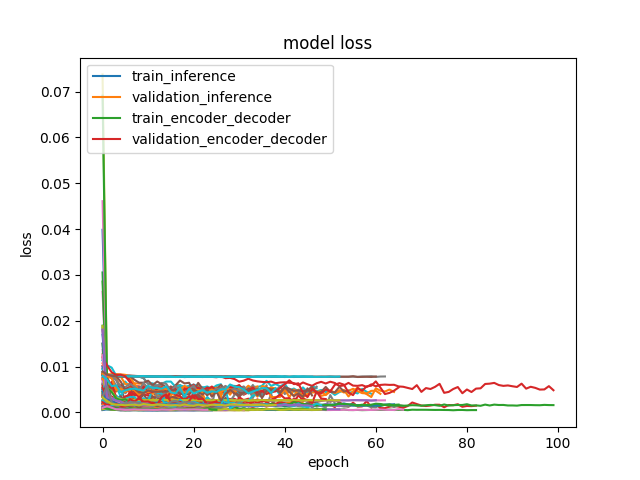 model loss
train_inference
validation_inference
train_encoder_decoder
validation_encoder_decoder
0.07
0.06
0.05
0.04
0.03
0.02
0.01
0.00
loss
0 20 40 60 80 100
epoch